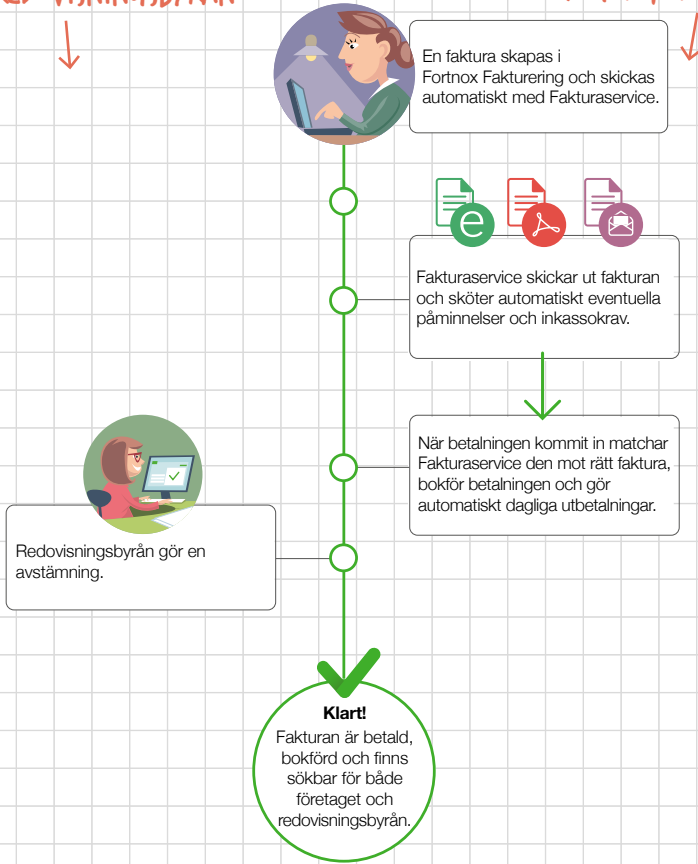 En faktura skapas i
Fortnox Fakturering och skickas
automatiskt med Fakturaservice.
e
Fakturaservice skickar ut fakturan
och sköter automatiskt eventuella
påminnelser och inkassokrav.
När betalningen kommit in matchar
Fakturaservice den mot rätt faktura,
bokför betalningen och gör
automatiskt dagliga utbetalningar.
Redovisningsbyrån gör en
avstämning.
Klart!
Fakturan är betald,
bokförd och finns
sökbar för både
företaget och
redovisningsbyrån.